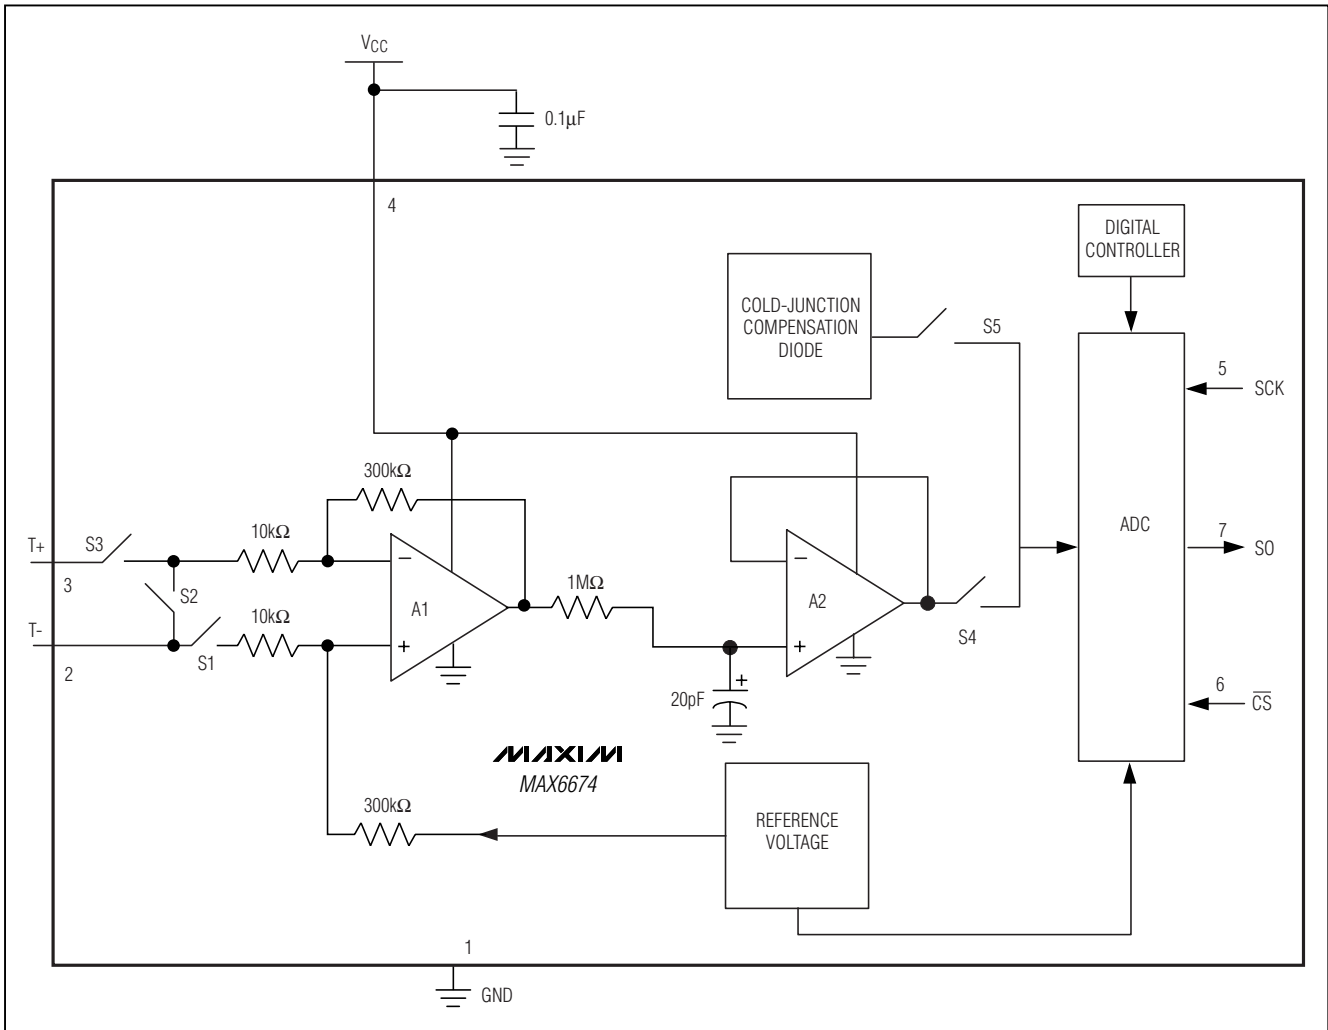 VCC
0.1µF
4
DIGITAL
CONTROLLER
COLD-JUNCTION
COMPENSATION
DIODE
S5
5
SCK
300kΩ
ADC
7
SO
T+
S3
10kΩ
3
S2
−
A1
1MΩ
−
A2
T-
10kΩ
S1
+
+
S4
2
20pF
+
6
CS
MAXIM
MAX6674
300kΩ
REFERENCE
VOLTAGE
1
GND